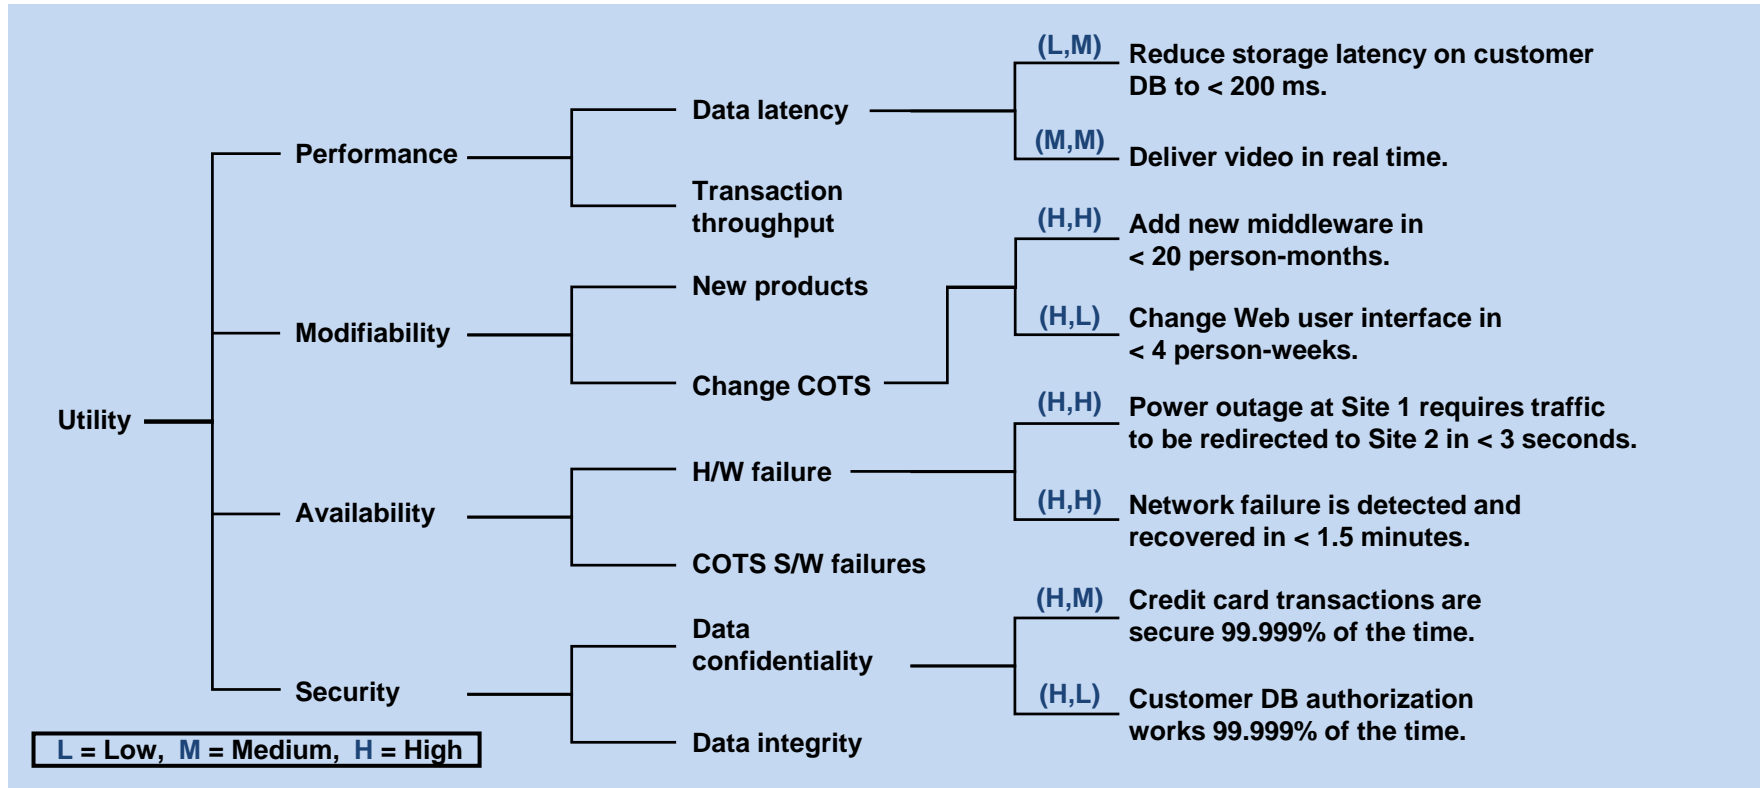 Utility
Performance
Data latency
(L,M)
Reduce storage latency on customer
DB to < 200 ms.
(M,M)
Deliver video in real time.
Transaction
throughput
Modifiability
New products
Change COTS
(H,H)
Add new middleware in
< 20 person-months.
(H,L)
Change Web user interface in
< 4 person-weeks.
Availability
H/W failure
(H,H)
Power outage at Site 1 requires traffic
to be redirected to Site 2 in < 3 seconds.
(H,H)
Network failure is detected and
recovered in < 1.5 minutes.
COTS S/W failures
Security
Data
confidentiality
(H,M)
Credit card transactions are
secure 99.999% of the time.
(H,L)
Customer DB authorization
works 99.999% of the time.
Data integrity
L = Low, M = Medium, H = High